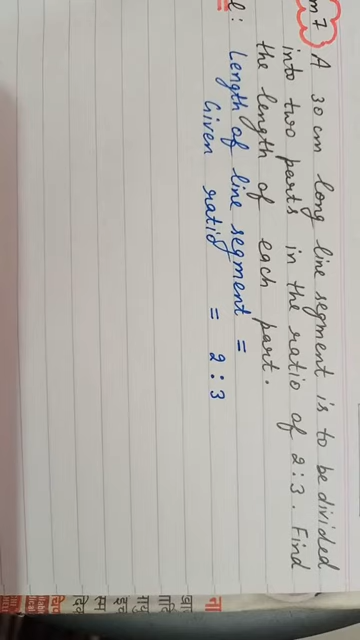 m 7 A 30 cm long line segment is to be divided
into two parts in the ratio of 2:3. Find
the length of each part.
l: Length of line segment =
Given ratio = 2:3